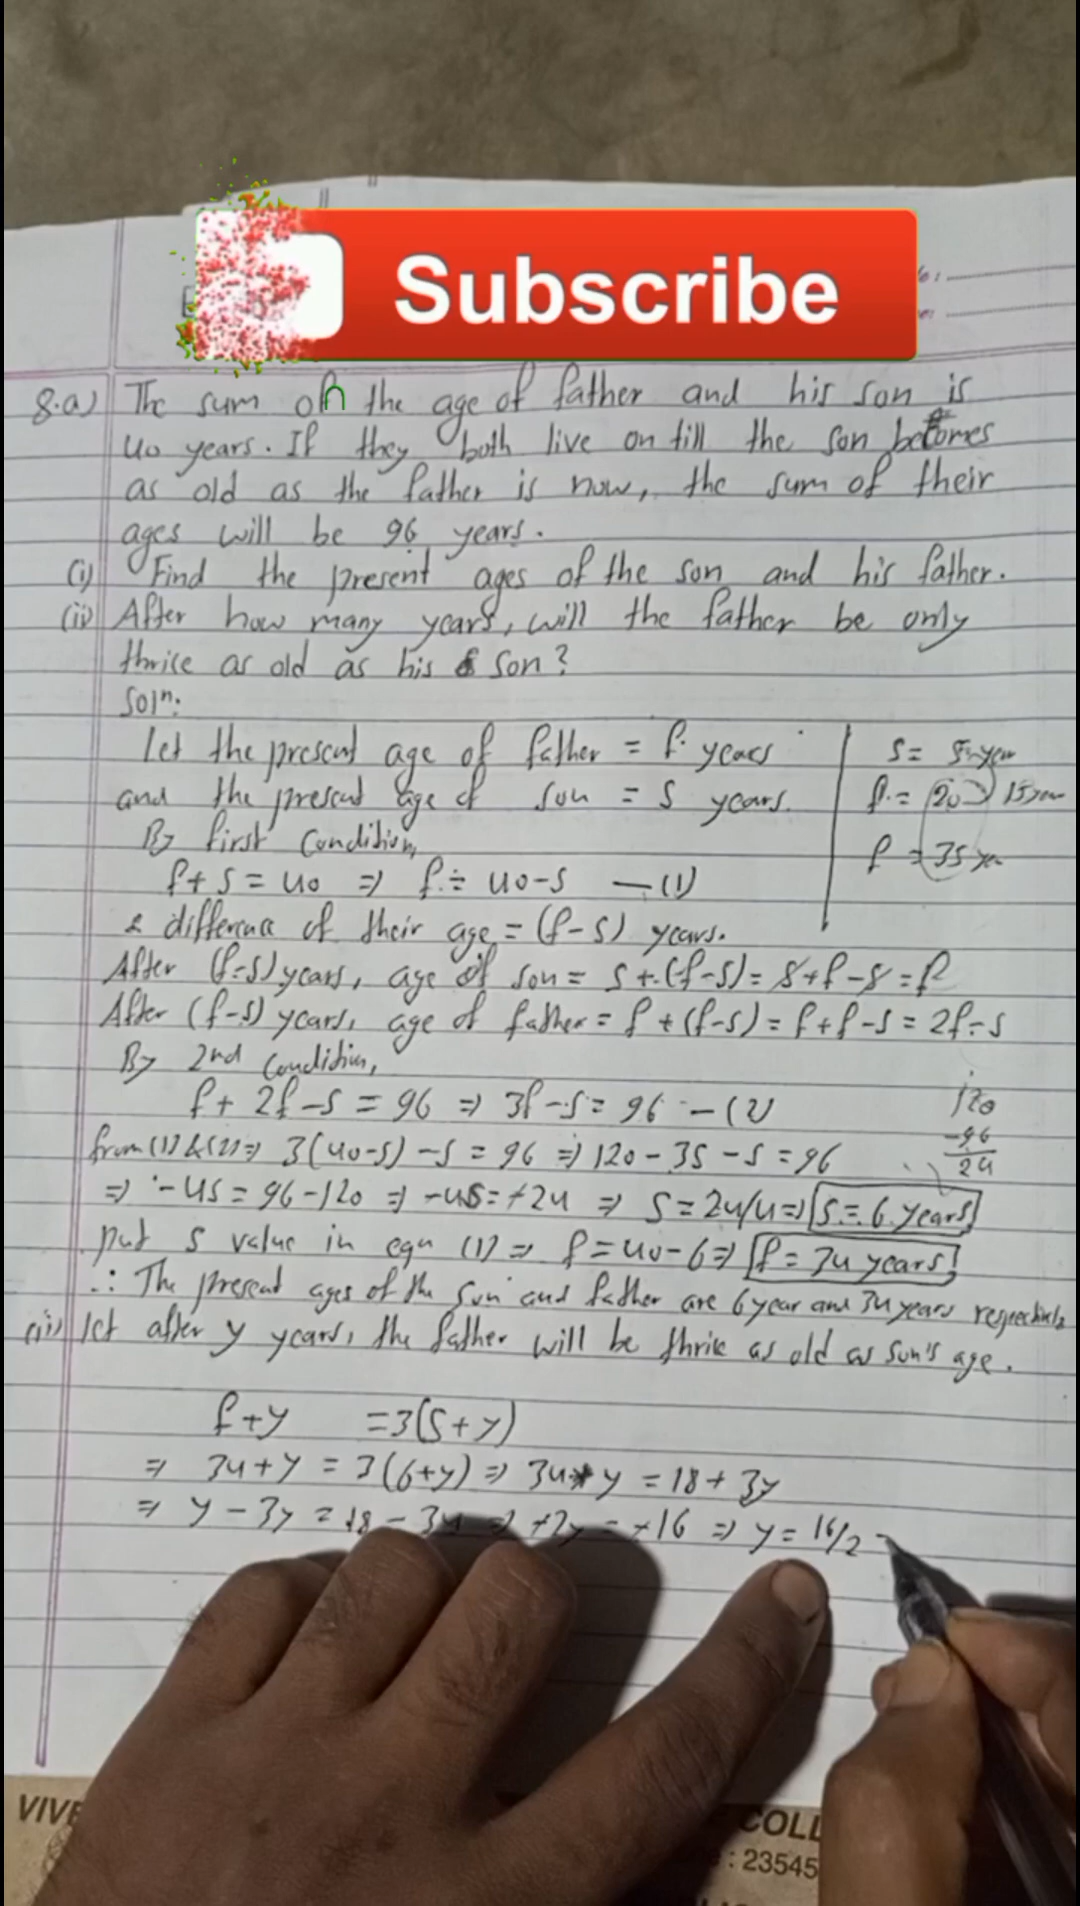 Subscribe
8.a) The sum of the age of father and his son is
40 years. If they both live on till the son becomes
as old as the father is now, the sum of their
ages will be 96 years.
(i) Find the present ages of the son and his father.
(ii) After how many years, will the father be only
thrice as old as his son?
Solⁿ:
Let the present age of father = f years
and the present age of son = s years.
By first Condition,
f + s = 40 ⇒ f = 40 - s — (1)
& difference of their age = (f - s) years.
After (f-s) years, age of son = s + (f-s) = s + f - s = f
After (f-s) years, age of father = f + (f-s) = f + f - s = 2f - s
By 2nd Condition,
f + 2f - s = 96 ⇒ 3f - s = 96 — (2)
from (1) & (2) ⇒ 3(40-s) - s = 96 ⇒ 120 - 3s - s = 96
⇒ -4s = 96 - 120 ⇒ -4s = -24 ⇒ s = 24/4 ⇒ s = 6 years
put s value in eqn (1) ⇒ f = 40 - 6 ⇒ f = 34 years
∴ The present ages of the son and father are 6 year and 34 years respectively
(ii) let after y years, the father will be thrice as old as son's age.
f + y = 3(s + y)
⇒ 34 + y = 3(6 + y) ⇒ 34 + y = 18 + 3y
⇒ y - 3y = 18 - 34 ⇒ -2y = -16 ⇒ y = 16/2
s = 5 year
f = 20 15 year
f = 35
120
-96
24
VIV
COLL
: 23545